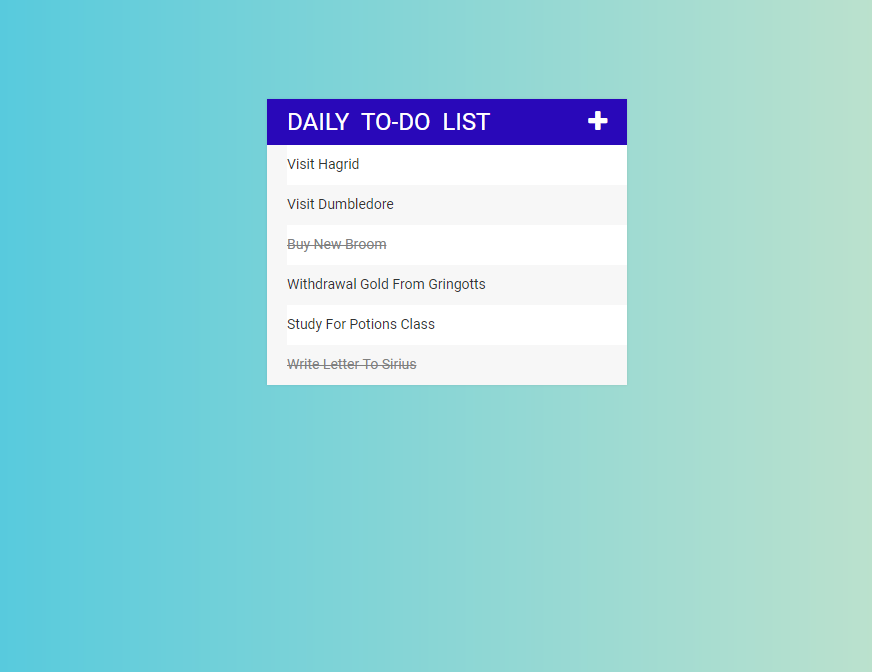 DAILY TO-DO LIST
Visit Hagrid
Visit Dumbledore
Buy New Broom
Withdrawal Gold From Gringotts
Study For Potions Class
Write Letter To Sirius